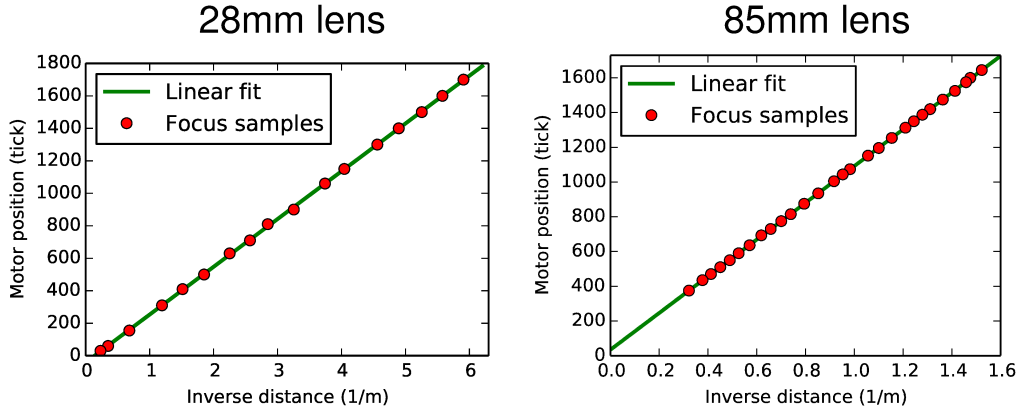 28mm lens
1800
1600
1400
1200
1000
800
600
400
200
0
Motor position (tick)
Linear fit
Focus samples
0 1 2 3 4 5 6
Inverse distance (1/m)
85mm lens
1600
1400
1200
1000
800
600
400
200
0
Motor position (tick)
Linear fit
Focus samples
0.0 0.2 0.4 0.6 0.8 1.0 1.2 1.4 1.6
Inverse distance (1/m)